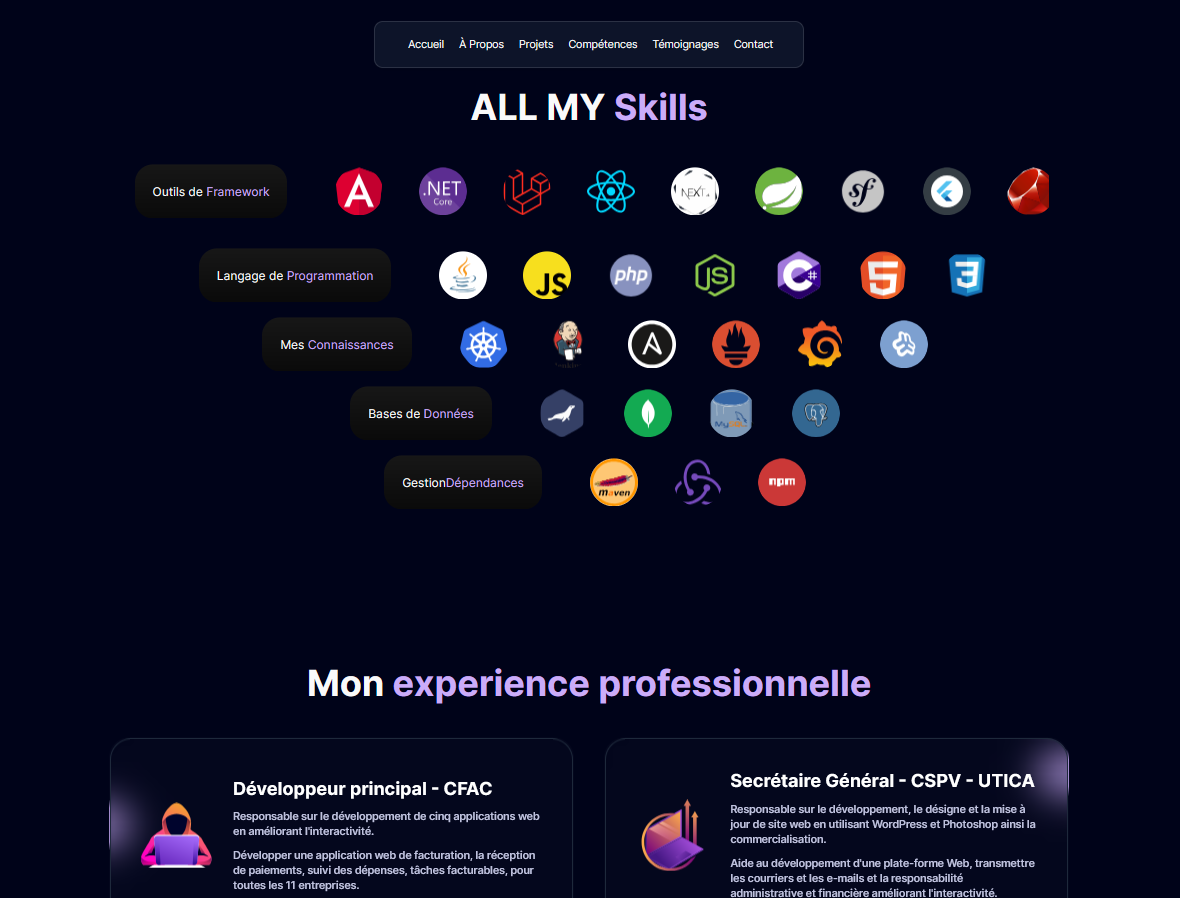 Accueil À Propos Projets Compétences Témoignages Contact
ALL MY Skills
Outils de Framework
.NET
Core
NEXT
sf
Langage de Programmation
JS
php
JS
C#
5
3
Mes Connaissances
Bases de Données
My
GestionDépendances
maven
npm
Mon experience professionnelle
Développeur principal - CFAC
Responsable sur le développement de cinq applications web
en améliorant l'interactivité.
Développer une application web de facturation, la réception
de paiements, suivi des dépenses, tâches facturables, pour
toutes les 11 entreprises.
Secrétaire Général - CSPV - UTICA
Responsable sur le développement, le désigne et la mise à
jour de site web en utilisant WordPress et Photoshop ainsi la
commercialisation.
Aide au développement d'une plate-forme Web, transmettre
les courriers et les e-mails et la responsabilité
administrative et financière améliorant l'interactivité.